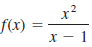 f(x) = x² / (x − 1)